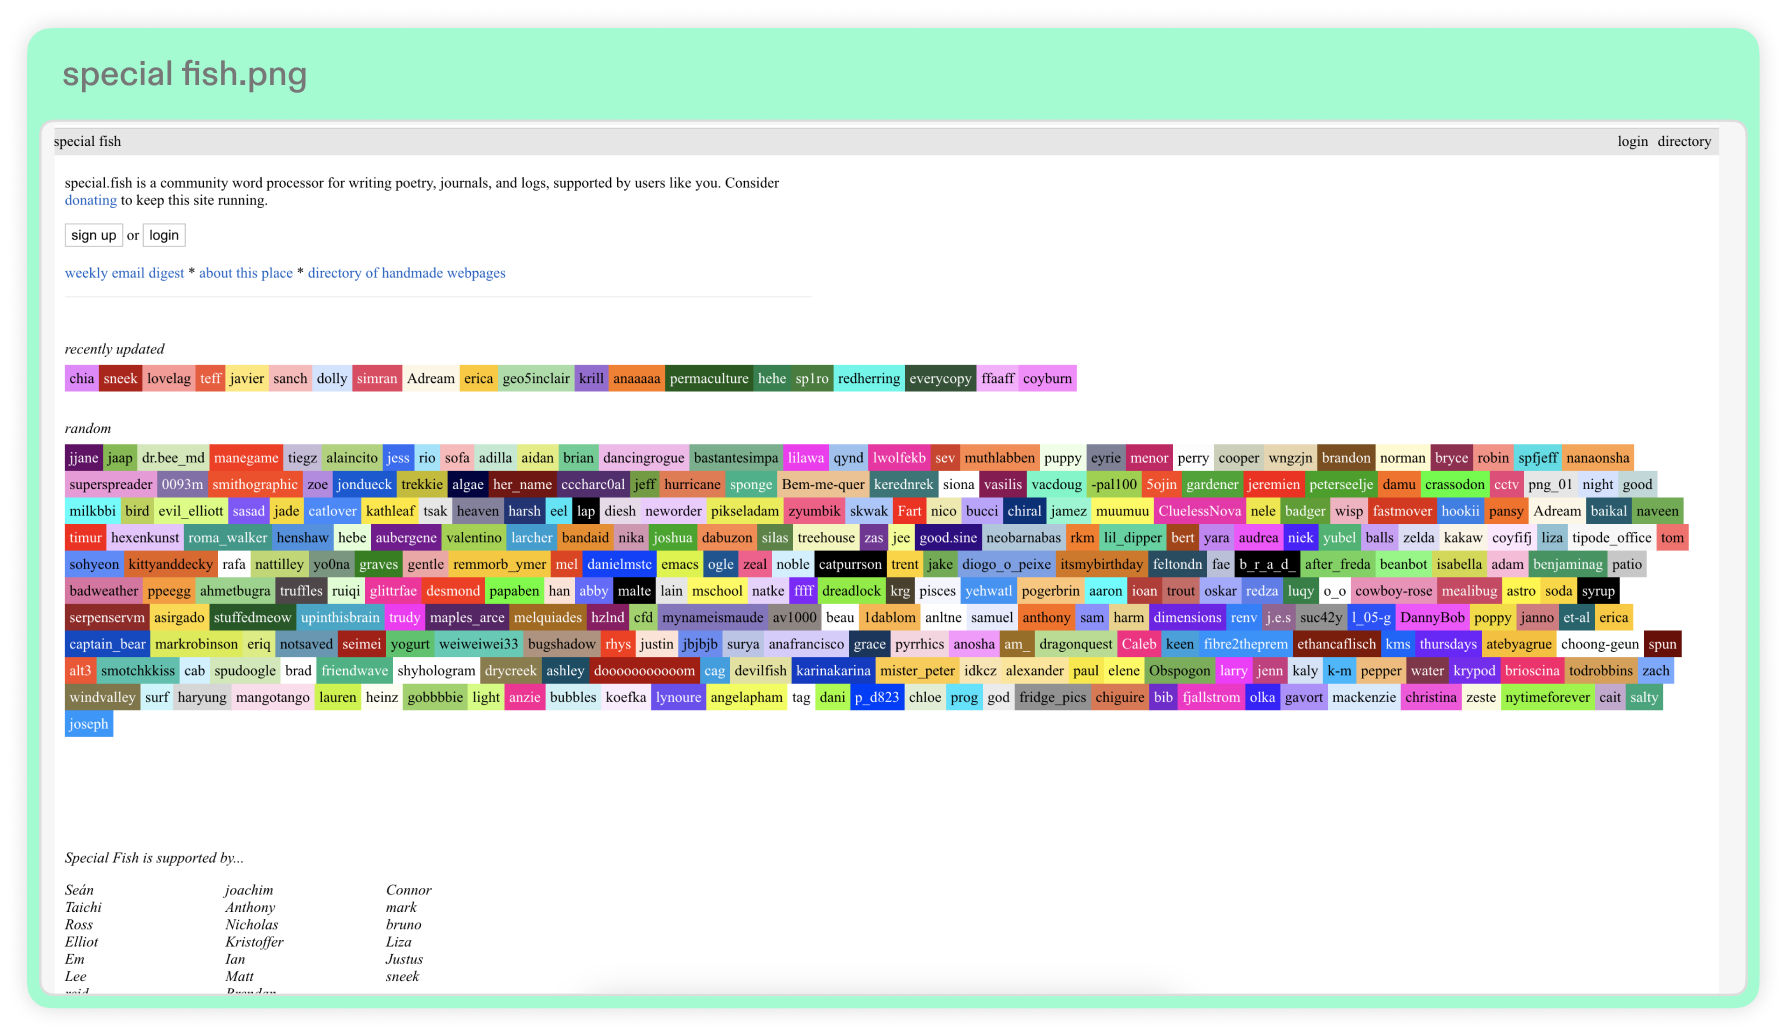 special fish.png
special fish login directory
special.fish is a community word processor for writing poetry, journals, and logs, supported by users like you. Consider
donating to keep this site running.
sign up or login
weekly email digest * about this place * directory of handmade webpages
recently updated
chia sneek lovelag teff javier sanch dolly simran Adream erica geo5inclair krill anaaaaa permaculture hehe sp1ro redherring everycopy ffaaff coyburn
random
jjane jaap dr.bee_md manegame tiegz alaincito jess rio sofa adilla aidan brian dancingrogue bastantesimpa lilawa qynd lwolfekb sev muthlabben puppy eyrie menor perry cooper wngzjn brandon norman bryce robin spfjeff nanaonsha
superspreader 0093m smithographic zoe jondueck trekkie algae her_name cccharc0al jeff hurricane sponge Bem-me-quer kerednrek siona vasilis vacdoug -pal100 5ojin gardener jeremien peterseelje damu crassodon cctv png_01 night good
milkbbi bird evil_elliott sasad jade catlover kathleaf tsak heaven harsh eel lap diesh neworder pikseladam zyumbik skwak Fart nico bucci chiral jamez muumuu CluelessNova nele badger wisp fastmover hookii pansy Adream baikal naveen
timur hexenkunst roma_walker henshaw hebe aubergene valentino larcher bandaid nika joshua dabuzon silas treehouse zas jee good.sine neobarnabas rkm lil_dipper bert yara audrea niek yubel balls zelda kakaw coyfifj liza tipode_office tom
sohyeon kittyanddecky rafa nattilley yo0na graves gentle remmorb_ymer mel danielmstc emacs ogle zeal noble catpurrson trent jake diogo_o_peixe itsmybirthday feltondn fae b_r_a_d_ after_freda beanbot isabella adam benjaminag patio
badweather ppeegg ahmetbugra truffles ruiqi glittrfae desmond papaben han abby malte lain mschool natke ffff dreadlock krg pisces yehwatl pogerbrin aaron ioan trout oskar redza luqy o_o cowboy-rose mealibug astro soda syrup
serpenservm asirgado stuffedmeow upinthisbrain trudy maples_arce melquiades hzlnd cfd mynameismaude av1000 beau 1dablom anltne samuel anthony sam harm dimensions renv j.e.s suc42y l_05-g DannyBob poppy janno et-al erica
captain_bear markrobinson eriq notsaved seimei yogurt weiweiwei33 bugshadow rhys justin jbjbjb surya anafrancisco grace pyrrhics anosha am_ dragonquest Caleb keen fibre2theprem ethancaflisch kms thursdays atebyagrue choong-geun spun
alt3 smotchkkiss cab spudoogle brad friendwave shyhologram drycreek ashley dooooooooooom cag devilfish karinakarina mister_peter idkcz alexander paul elene Obspogon larry jenn kaly k-m pepper water krypod brioscina todrobbins zach
windvalley surf haryung mangotango lauren heinz gobbbbie light anzie bubbles koefka lynoure angelapham tag dani p_d823 chloe prog god fridge_pics chiguire bib fjallstrom olka gavort mackenzie christina zeste nytimeforever cait salty
joseph
Special Fish is supported by...
Seán joachim Connor
Taichi Anthony mark
Ross Nicholas bruno
Elliot Kristoffer Liza
Em Ian Justus
Lee Matt sneek